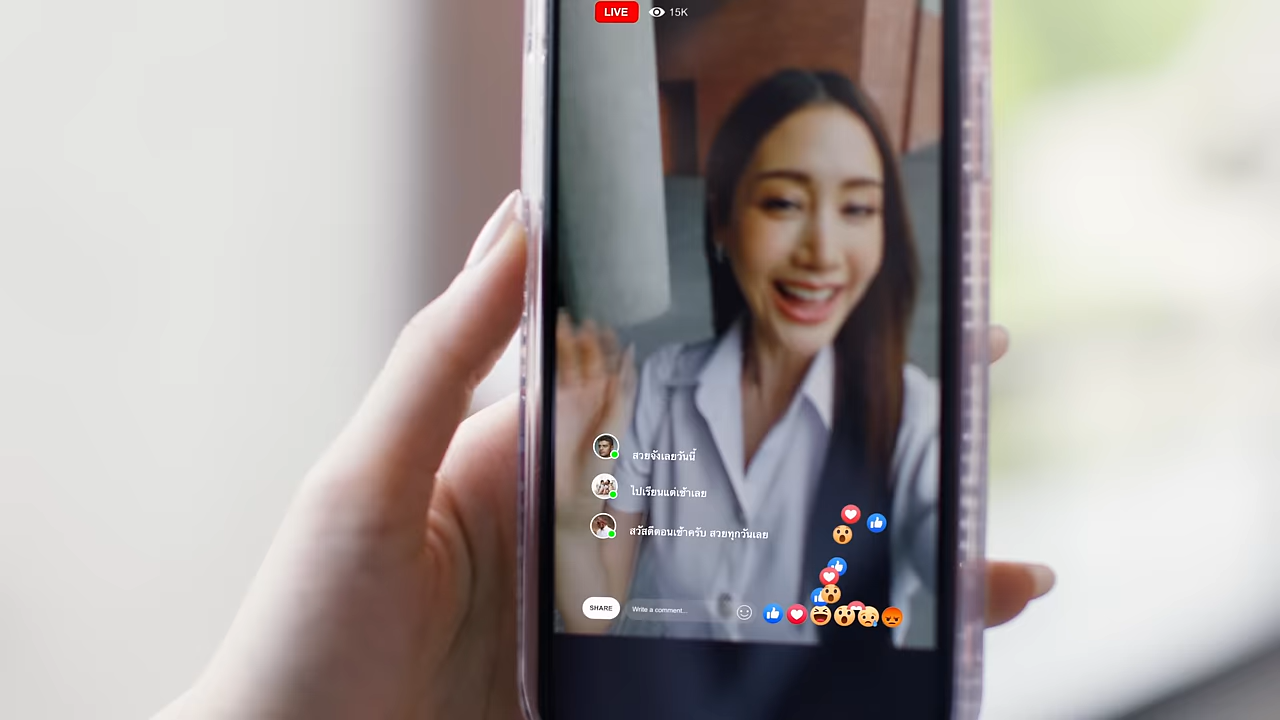 LIVE 15K
สวยจังเลยวันนี้
ไปเรียนแต่เช้าเลย
สวัสดีตอนเช้าครับ สวยทุกวันเลย
SHARE Write a comment...